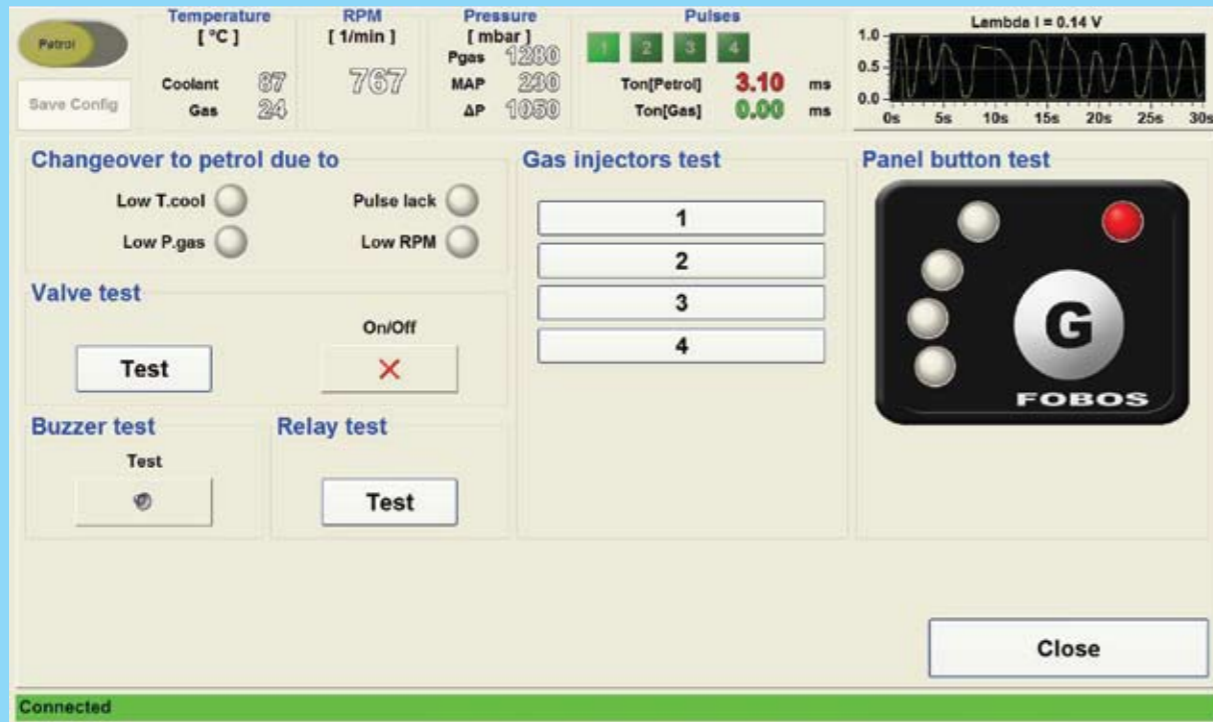 Petrol
Save Config
Temperature
[ °C ]
Coolant 87
Gas 24
RPM
[ 1/min ]
767
Pressure
[ mbar ]
Pgas 1280
MAP 230
ΔP 1050
Pulses
1 2 3 4
Ton[Petrol] 3.10 ms
Ton[Gas] 0.00 ms
Lambda I = 0.14 V
1.0
0.5
0.0
0s 5s 10s 15s 20s 25s 30s
Changeover to petrol due to
Low T.cool Pulse lack
Low P.gas Low RPM
Valve test
On/Off
Test
Buzzer test
Test
Relay test
Test
Gas injectors test
1
2
3
4
Panel button test
G
FOBOS
Close
Connected